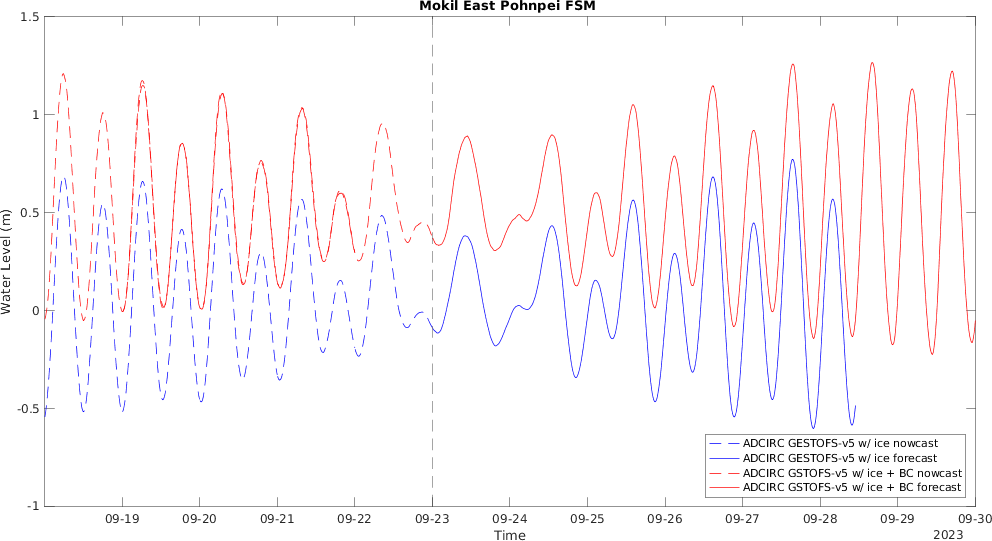 Mokil East Pohnpei FSM
1.5
1
0.5
0
-0.5
-1
Water Level (m)
09-19
09-20
09-21
09-22
09-23
09-24
09-25
09-26
09-27
09-28
09-29
09-30
Time
2023
ADCIRC GESTOFS-v5 w/ ice nowcast
ADCIRC GESTOFS-v5 w/ ice forecast
ADCIRC GSTOFS-v5 w/ ice + BC nowcast
ADCIRC GSTOFS-v5 w/ ice + BC forecast